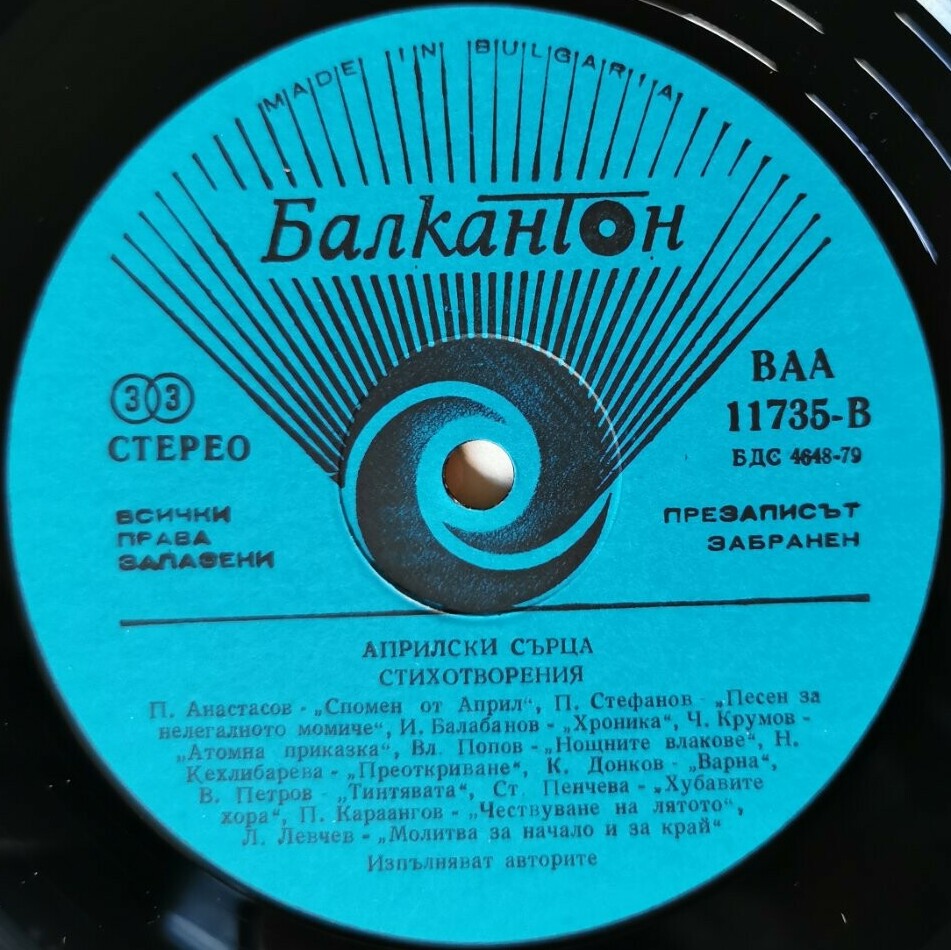 MADE IN BULGARIA
Балкантон
33
СТЕРЕО
ВАА
11735-В
БДС 4648-79
ВСИЧКИ
ПРАВА
ЗАПАЗЕНИ
ПРЕЗАПИСЪТ
ЗАБРАНЕН
АПРИЛСКИ СЪРЦА
СТИХОТВОРЕНИЯ
П. Анастасов - „Спомен от Април“, П. Стефанов - „Песен за
нелегалното момиче“, И. Балабанов - „Хроника“, Ч. Крумов -
„Атомна приказка“, Вл. Попов - „Нощните влакове“, Н.
Кехлибарева - „Преоткриване“, К. Донков - „Варна“,
В. Петров - „Тинтявата“, Ст. Пенчева - „Хубавите
хора“, П. Караангов - „Честvуване на лятото“,
Л. Левчев - „Молитва за начало и за край“
Изпълняват авторите